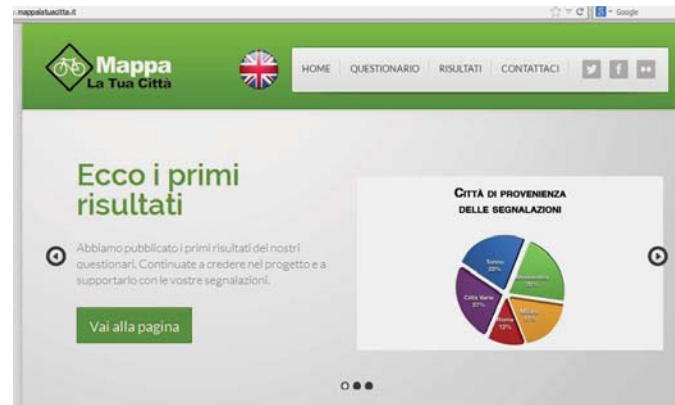 mappalatuacitta.it
Google
Mappa
La Tua Città
HOME QUESTIONARIO RISULTATI CONTATTACI
Ecco i primi
risultati
Abbiamo pubblicato i primi risultati dei nostri
questionari. Continuate a credere nel progetto e a
supportarlo con le vostre segnalazioni.
Vai alla pagina
CITTÀ DI PROVENIENZA
DELLE SEGNALAZIONI
Torino
Città Varie
27%
Roma
12%
Milano